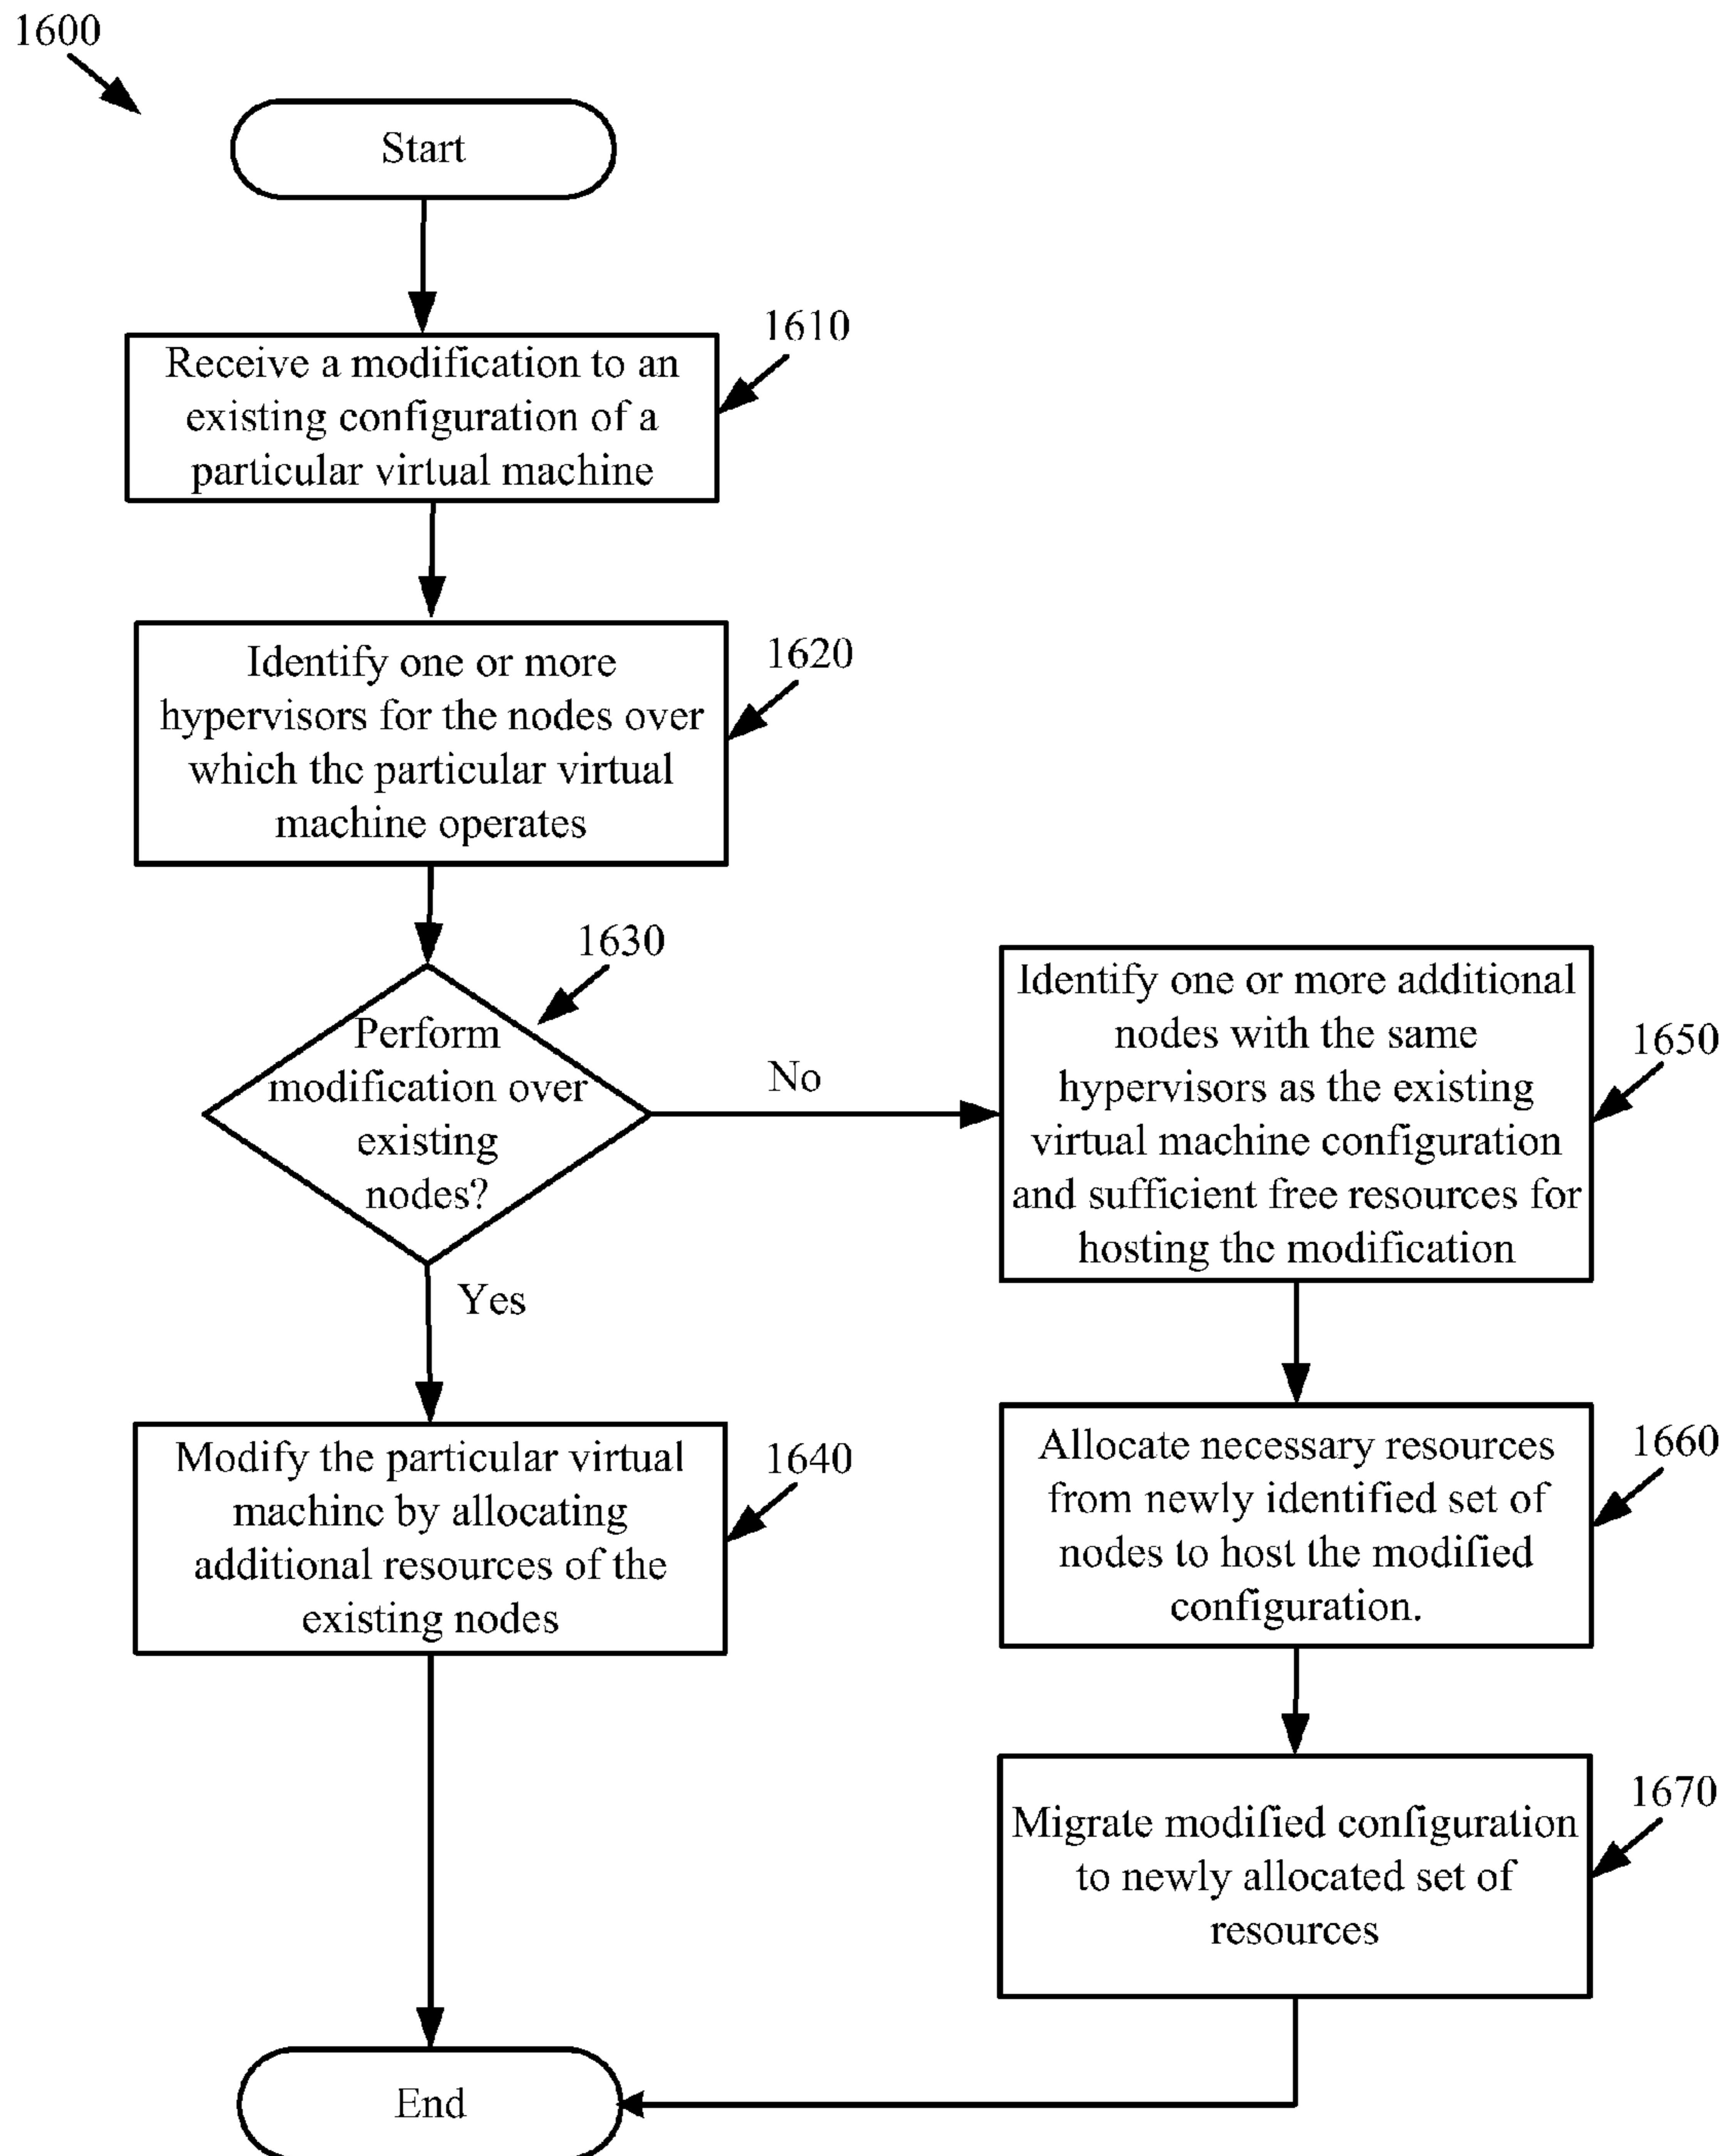 1600
Start
1610
Receive a modification to an
existing configuration of a
particular virtual machine
1620
Identify one or more
hypervisors for the nodes over
which the particular virtual
machine operates
1630
Perform
modification over
existing
nodes?
No
Yes
Identify one or more additional
nodes with the same
hypervisors as the existing
virtual machine configuration
and sufficient free resources for
hosting the modification
1650
Modify the particular virtual
machine by allocating
additional resources of the
existing nodes
1640
Allocate necessary resources
from newly identified set of
nodes to host the modified
configuration.
1660
Migrate modified configuration
to newly allocated set of
resources
1670
End